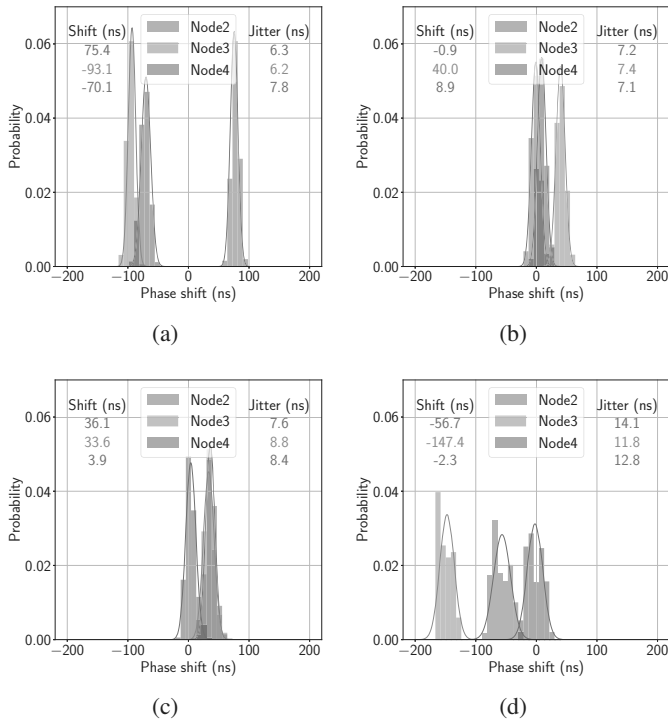 Shift (ns) Node2 Jitter (ns)
75.4 Node3 6.3
-93.1 Node4 6.2
-70.1 7.8
0.06
0.04
0.02
0.00
Probability
−200 −100 0 100 200
Phase shift (ns)
(a)
Shift (ns) Node2 Jitter (ns)
-0.9 Node3 7.2
40.0 Node4 7.4
8.9 7.1
0.06
0.04
0.02
0.00
Probability
−200 −100 0 100 200
Phase shift (ns)
(b)
Shift (ns) Node2 Jitter (ns)
36.1 Node3 7.6
33.6 Node4 8.8
3.9 8.4
0.06
0.04
0.02
0.00
Probability
−200 −100 0 100 200
Phase shift (ns)
(c)
Shift (ns) Node2 Jitter (ns)
-56.7 Node3 14.1
-147.4 Node4 11.8
-2.3 12.8
0.06
0.04
0.02
0.00
Probability
−200 −100 0 100 200
Phase shift (ns)
(d)